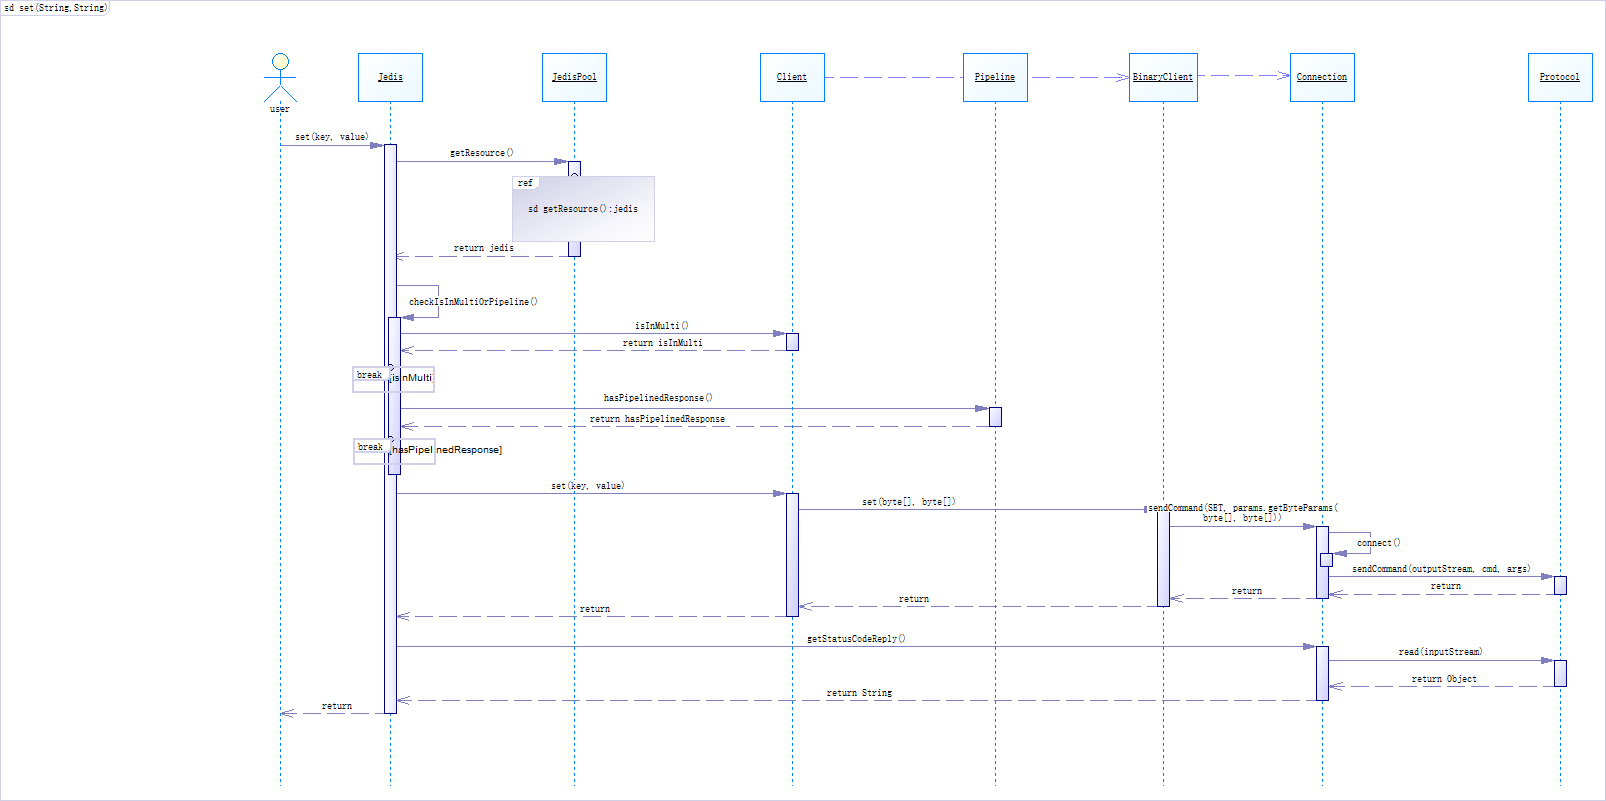 sd set(String,String)
Jedis
JedisPool
Client
Pipeline
BinaryClient
Connection
Protocol
user
set(key, value)
getResource()
ref
sd getResource():jedis
return jedis
checkIsInMultiOrPipeline()
isInMulti()
return isInMulti
break
[isInMulti]
hasPipelinedResponse()
return hasPipelinedResponse
break
[hasPipelinedResponse]
set(key, value)
set(byte[], byte[])
sendCommand(SET, params.getByteParams(
byte[], byte[]))
connect()
sendCommand(outputStream, cmd, args)
return
return
return
return
getStatusCodeReply()
read(inputStream)
return Object
return String
return